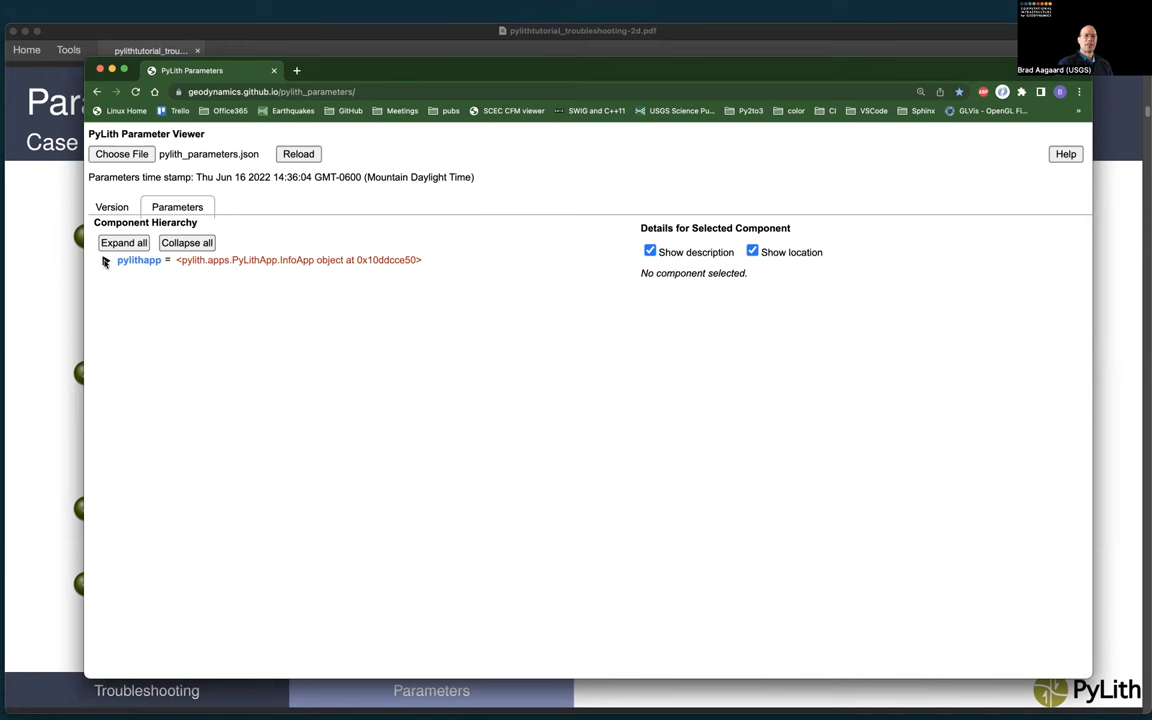 COMPUTATIONAL
INFRASTRUCTURE
for GEODYNAMICS
Brad Aagaard (USGS)
pylithtutorial_troubleshooting-2d.pdf
Home Tools pylithtutorial_trou... ×
Par
Case
PyLith Parameters × +
geodynamics.github.io/pylith_parameters/
Linux Home Trello Office365 Earthquakes GitHub Meetings pubs SCEC CFM viewer SWIG and C++11 USGS Science Pu... Py2to3 color CI VSCode Sphinx GLVis - OpenGL Fi... »
PyLith Parameter Viewer
Choose File pylith_parameters.json Reload Help
Parameters time stamp: Thu Jun 16 2022 14:36:04 GMT-0600 (Mountain Daylight Time)
Version Parameters
Component Hierarchy
Expand all Collapse all
pylithapp = <pylith.apps.PyLithApp.InfoApp object at 0x10ddcce50>
Details for Selected Component
Show description Show location
No component selected.
Troubleshooting Parameters PyLith